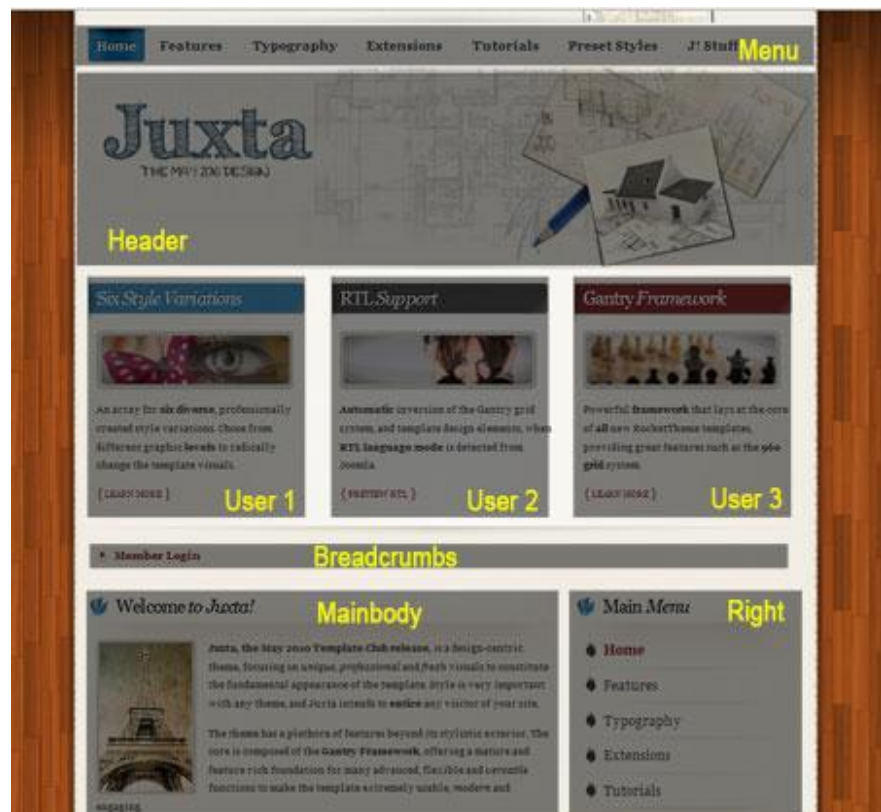 Home Features Typography Extensions Tutorials Preset Styles J! Stuff
Menu
Juxta
Header
Six Style Variations
An array for six diverse, professionally
created style variations. Chose from
different graphic levels to radically
change the template visuals.
{ LEARN MORE }
User 1
RTL Support
Automatic inversion of the Gantry grid
system, and template design elements, when
RTL language mode is detected from
Joomla.
{ PREVIEW RTL }
User 2
Gantry Framework
Powerful framework that lays at the core
of all new RocketTheme templates,
providing great features such as the 960
grid system.
{ LEARN MORE }
User 3
Member Login
Breadcrumbs
Welcome to Juxta!
Mainbody
Juxta, the May 2010 Template Club release, is a design-centric
theme, focusing on unique, professional and fresh visuals to constitute
the fundamental appearance of the template. Style is very important
with any theme, and Juxta intends to entice any visitor of your site.
The theme has a plethora of features beyond its stylistic exterior. The
core is composed of the Gantry Framework, offering a mature and
feature rich foundation for many advanced, flexible and versatile
functions to make the template extremely usable, modern and
engaging.
Main Menu
Right
Home
Features
Typography
Extensions
Tutorials